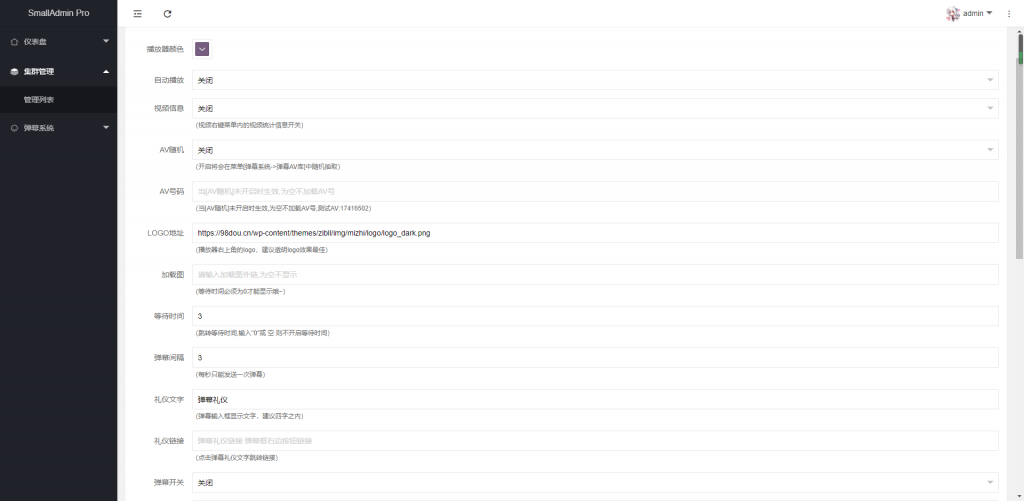 SmallAdmin Pro
admin
仪表盘
集群管理
管理列表
弹幕系统
播放器颜色
自动播放
关闭
视频信息
关闭
(视频右键菜单内的视频统计信息开关)
AV随机
关闭
(开启将会在菜单[弹幕系统->弹幕AV库]中随机抽取)
AV号码
当[AV随机]未开启时生效,为空不加载AV号
(当[AV随机]未开启时生效,为空不加载AV号,测试AV:17416502)
LOGO地址
https://98dou.cn/wp-content/themes/zibll/img/mizhi/logo/logo_dark.png
(播放器右上角的logo，建议透明logo效果最佳)
加载图
请输入加载图外链,为空不显示
(等待时间必须为0才能显示哦~)
等待时间
3
(跳转等待时间,输入"0"或 空 则不开启等待时间)
弹幕间隔
3
(每秒只能发送一次弹幕)
礼仪文字
弹幕礼仪
(弹幕输入框显示文字，建议四字之内)
礼仪链接
弹幕礼仪链接 弹幕框右边按钮链接
(点击弹幕礼仪文字跳转链接)
弹幕开关
关闭